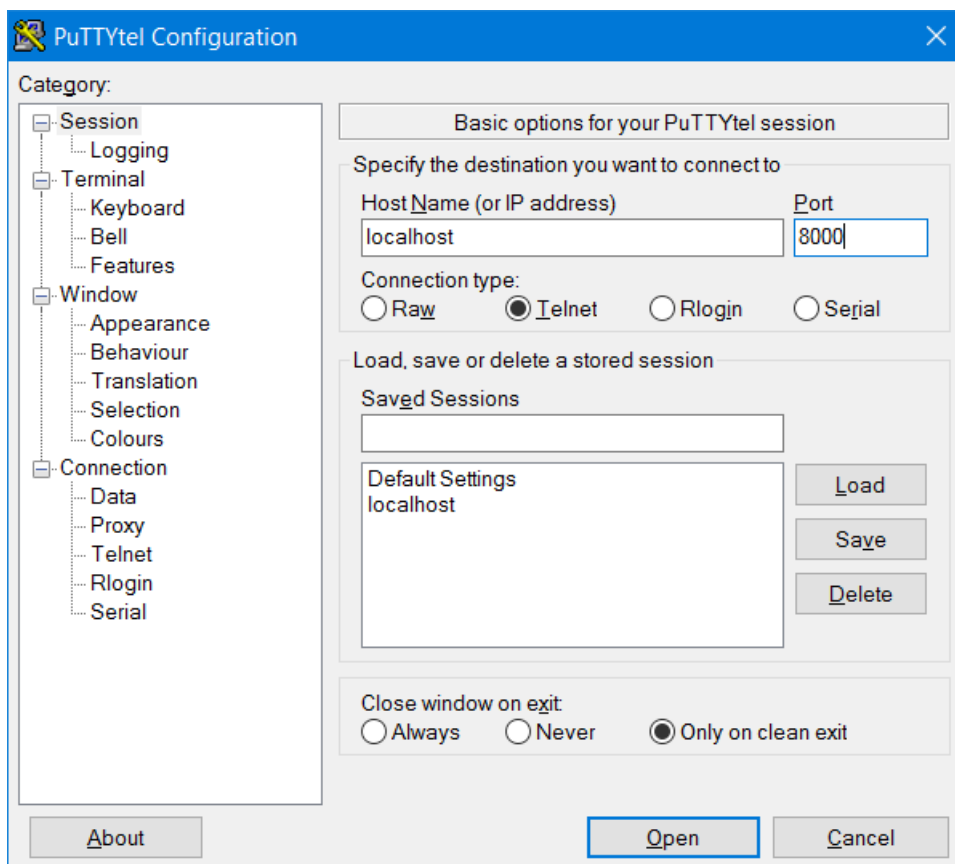 PuTTYtel Configuration
Category:
Session
Logging
Terminal
Keyboard
Bell
Features
Window
Appearance
Behaviour
Translation
Selection
Colours
Connection
Data
Proxy
Telnet
Rlogin
Serial
Basic options for your PuTTYtel session
Specify the destination you want to connect to
Host Name (or IP address) Port
localhost 8000
Connection type:
Raw Telnet Rlogin Serial
Load, save or delete a stored session
Saved Sessions
Default Settings
localhost
Load
Save
Delete
Close window on exit:
Always Never Only on clean exit
About Open Cancel